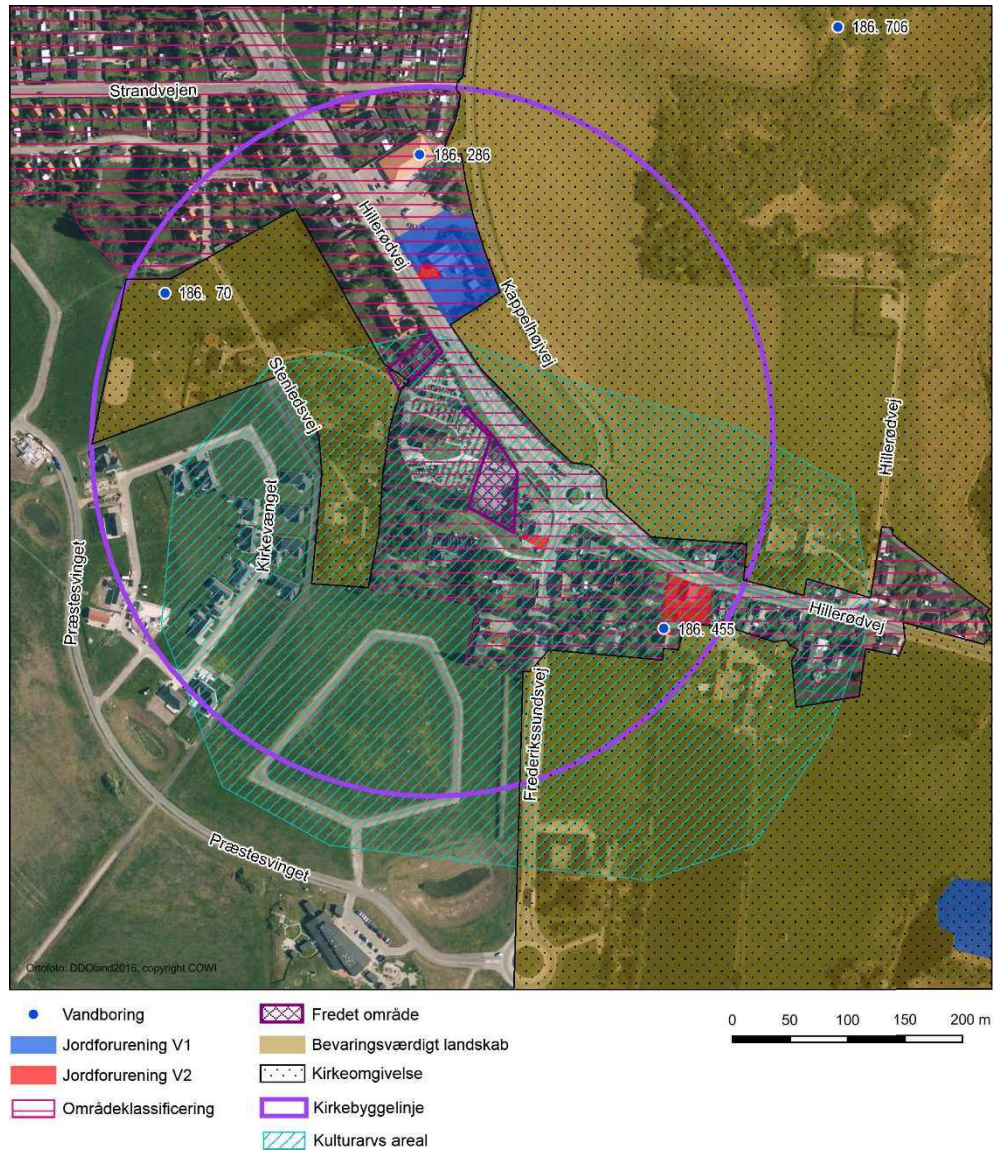 186. 706
Strandvejen
186. 286
Hillerødvej
186. 70
Kappelhøjvej
Stenledsvej
Hillerødvej
Kirkevænget
Præstesvinget
186. 455
Hillerødvej
Frederikssundsvej
Præstesvinget
Ortofoto: DDOland2016, copyright COWI
Vandboring
Jordforurening V1
Jordforurening V2
Områdeklassificering
Fredet område
Bevaringsværdigt landskab
Kirkeomgivelse
Kirkebyggelinje
Kulturarvs areal
0 50 100 150 200 m